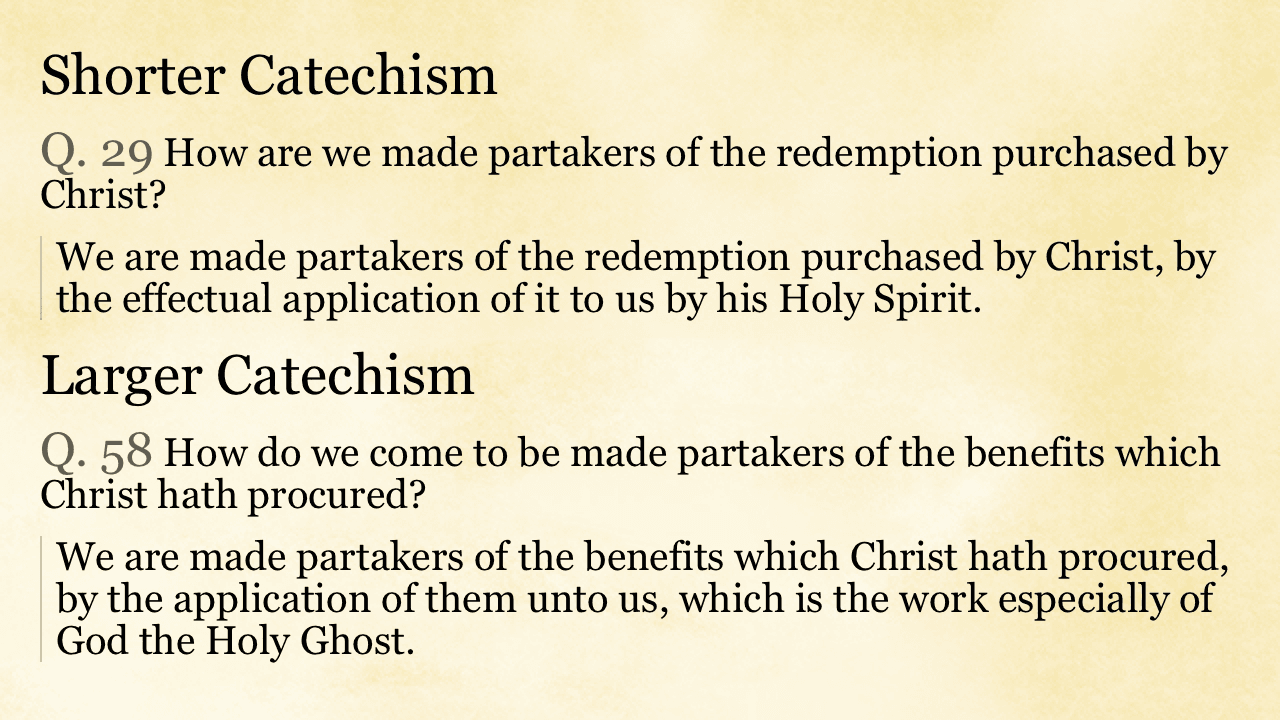 Shorter Catechism
Q. 29 How are we made partakers of the redemption purchased by
Christ?
We are made partakers of the redemption purchased by Christ, by
the effectual application of it to us by his Holy Spirit.
Larger Catechism
Q. 58 How do we come to be made partakers of the benefits which
Christ hath procured?
We are made partakers of the benefits which Christ hath procured,
by the application of them unto us, which is the work especially of
God the Holy Ghost.